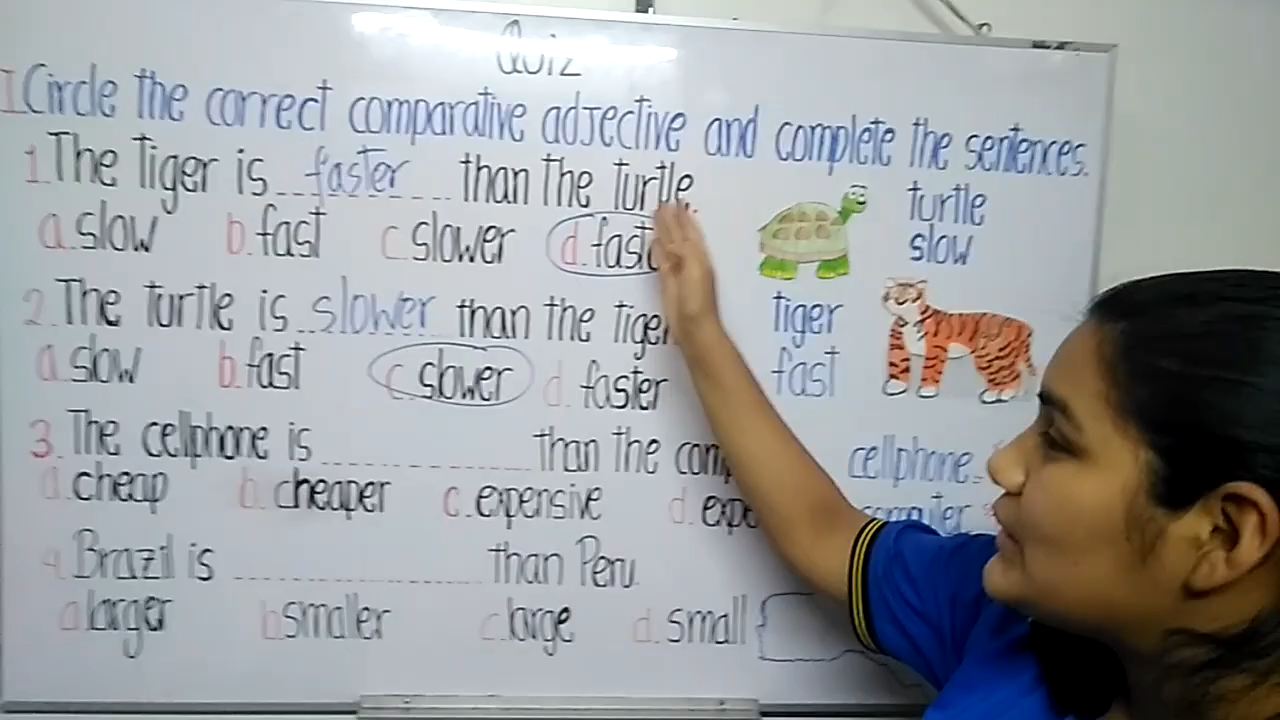 Quiz
I. Circle the correct comparative adjective and complete the sentences.
1. The tiger is faster than the turtle.
a. slow b. fast c. slower d.
2. The turtle is slower than the
a. slow b. fast c. slower d. faster
3. The cellphone is than the
a. cheap b. cheaper c. expensive d.
4. Brazil is than Peru.
a. larger b. smaller c. large d. small
turtle
slow
tiger
fast
cellphone
computer